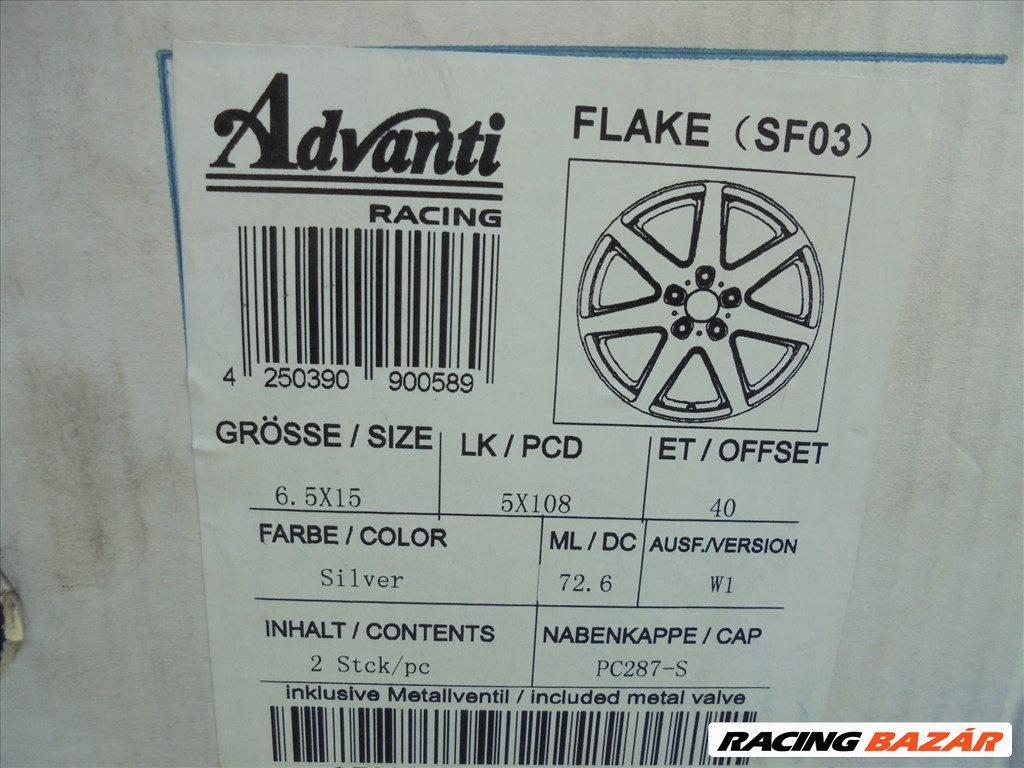 Advanti
RACING
FLAKE (SF03)
4 250390 900589
GRÖSSE / SIZE LK / PCD ET / OFFSET
6.5X15 5X108 40
FARBE / COLOR ML / DC AUSF./VERSION
Silver 72.6 W1
INHALT / CONTENTS NABENKAPPE / CAP
2 Stck/pc PC287-S
inklusive Metallventil / included metal valve
RACING BAZÁR